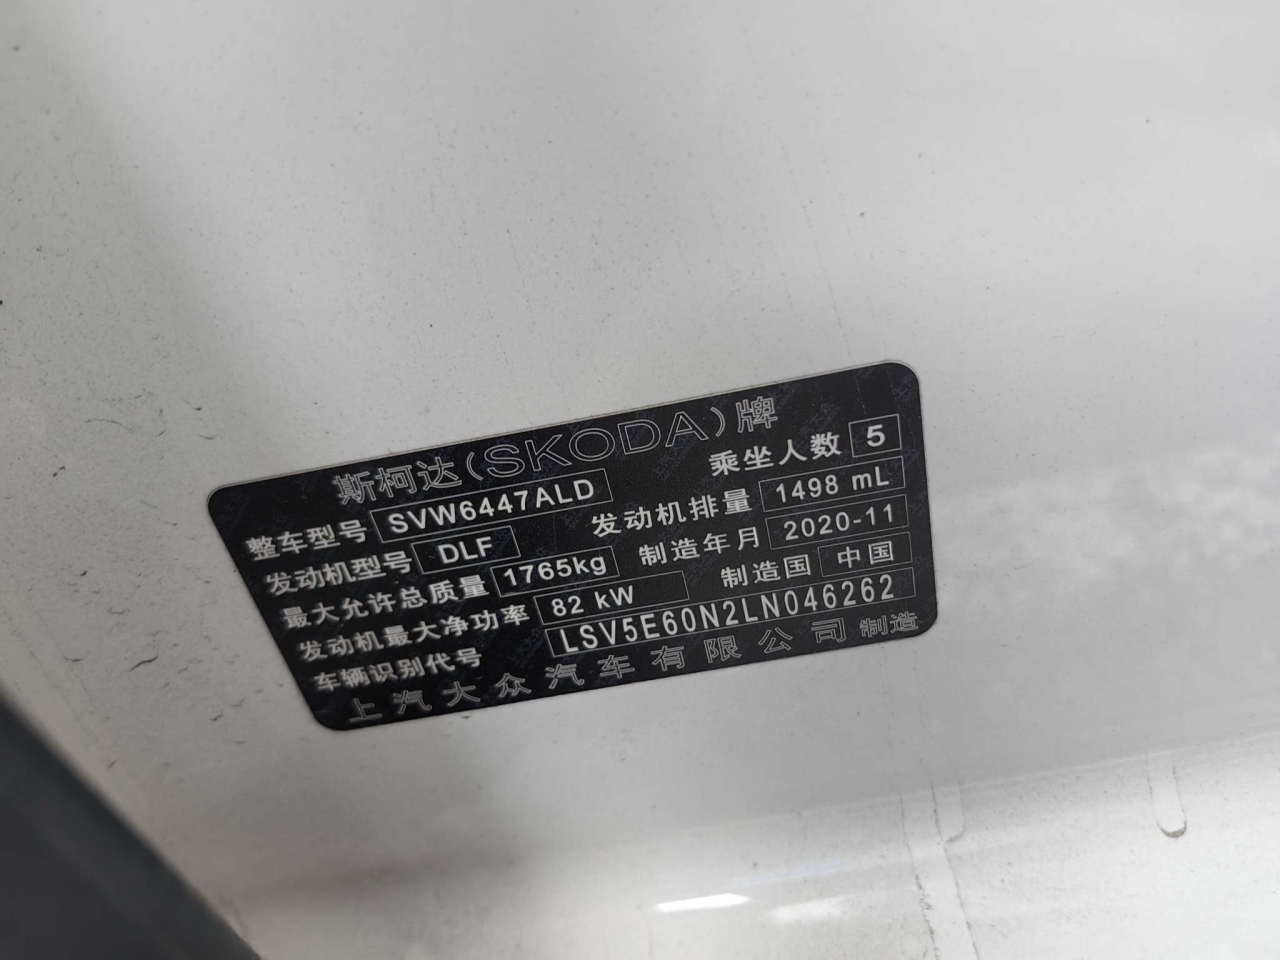 斯柯达(SKODA)牌
整车型号 SVW6447ALD 乘坐人数 5
发动机型号 DLF 发动机排量 1498 mL
最大允许总质量 1765kg 制造年月 2020-11
发动机最大净功率 82 kW 制造国 中国
车辆识别代号 LSV5E60N2LN046262
上汽大众汽车有限公司 制造